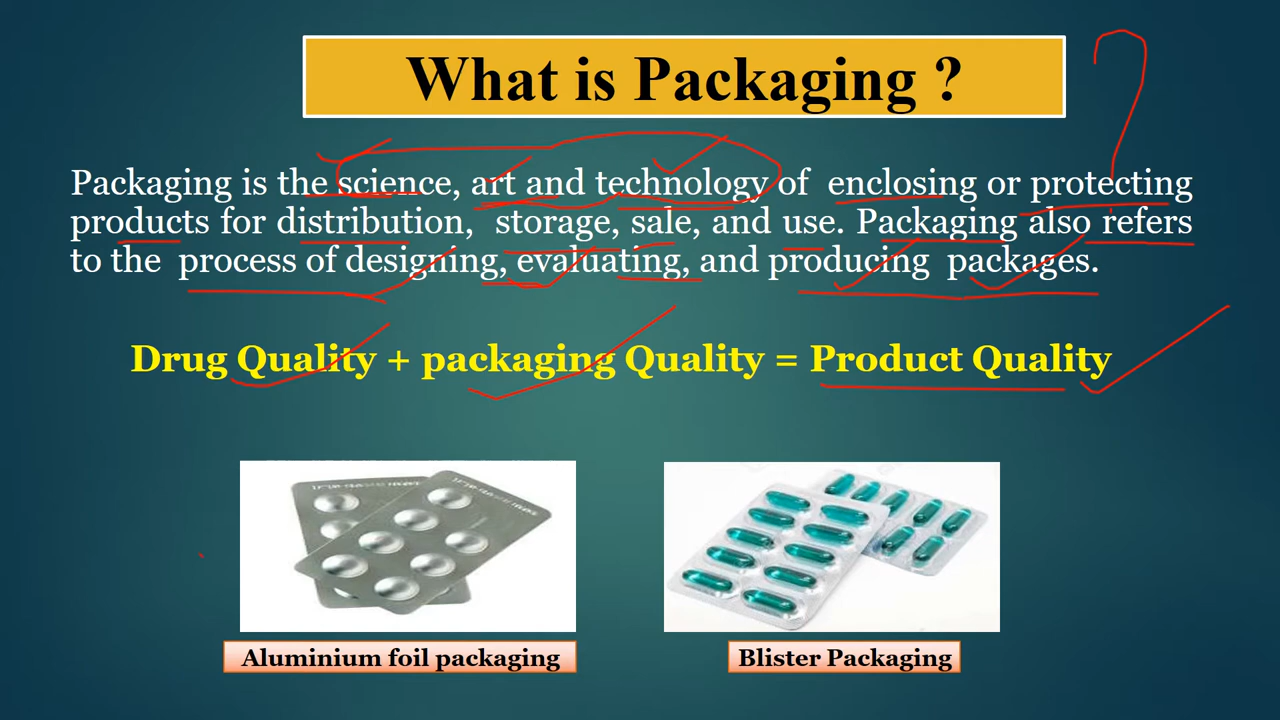 What is Packaging ?
Packaging is the science, art and technology of enclosing or protecting
products for distribution, storage, sale, and use. Packaging also refers
to the process of designing, evaluating, and producing packages.
Drug Quality + packaging Quality = Product Quality
Aluminium foil packaging
Blister Packaging